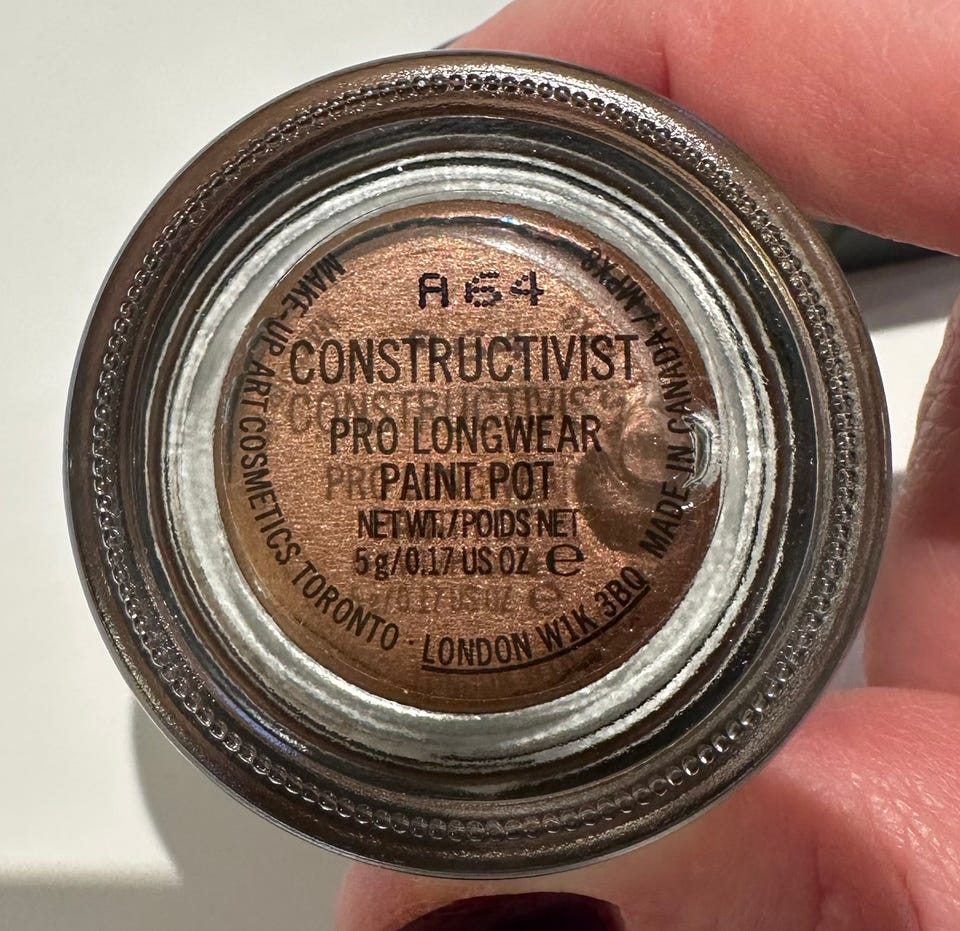 A64
CONSTRUCTIVIST
PRO LONGWEAR
PAINT POT
NET WT./POIDS NET
5 g/0.17 US OZ e
MAKE-UP ART COSMETICS TORONTO · LONDON W1K 3BQ
MADE IN CANADA /